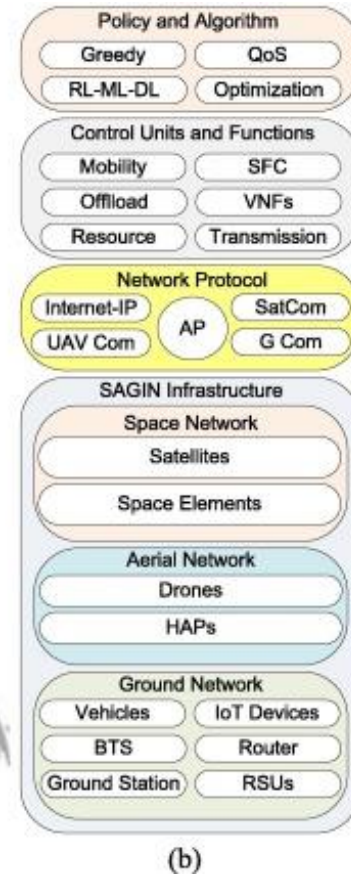 Policy and Algorithm
Greedy QoS
RL-ML-DL Optimization
Control Units and Functions
Mobility SFC
Offlload VNFs
Resource Transmission
Network Protocol
Internet-IP AP SatCom
UAV Com G Com
SAGIN Infrastructure
Space Network
Satellites
Space Elements
Aerial Network
Drones
HAPs
Ground Network
Vehicles IoT Devices
BTS Router
Ground Station RSUs
(b)